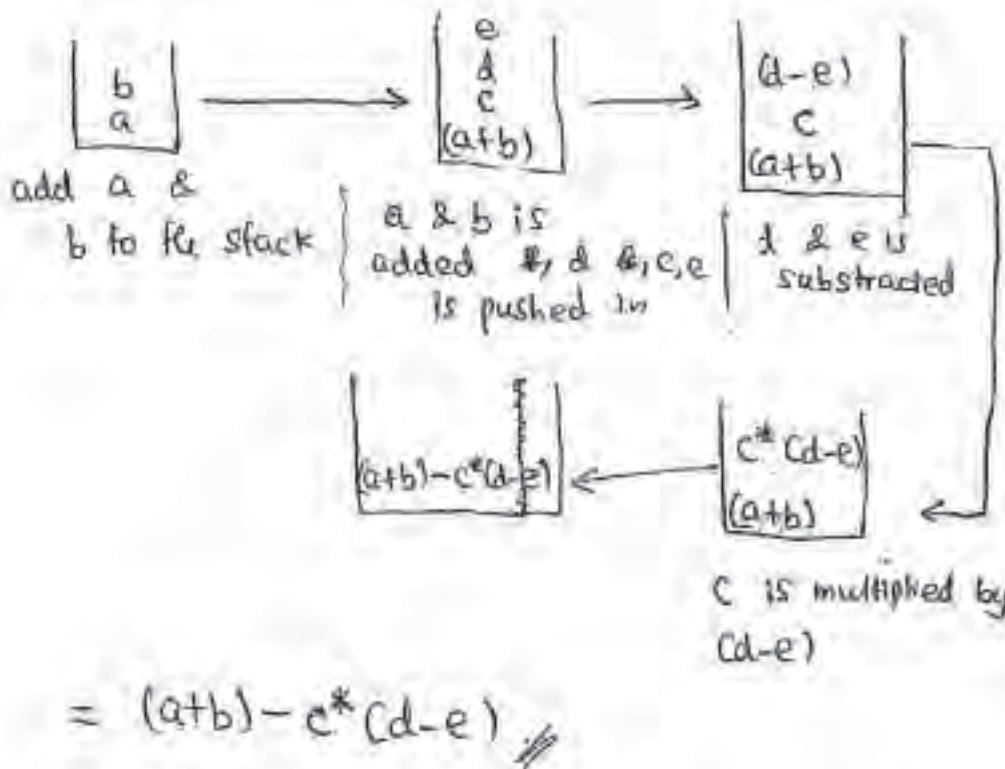 b
a
add a &
b to the stack
e
d
c
(a+b)
a & b is
added d , c, e
is pushed in
(d-e)
c
(a+b)
d & e is
substracted
c* (d-e)
(a+b)
c is multiplied by
(d-e)
(a+b) - c*(d-e)
= (a+b) - c* (d-e)